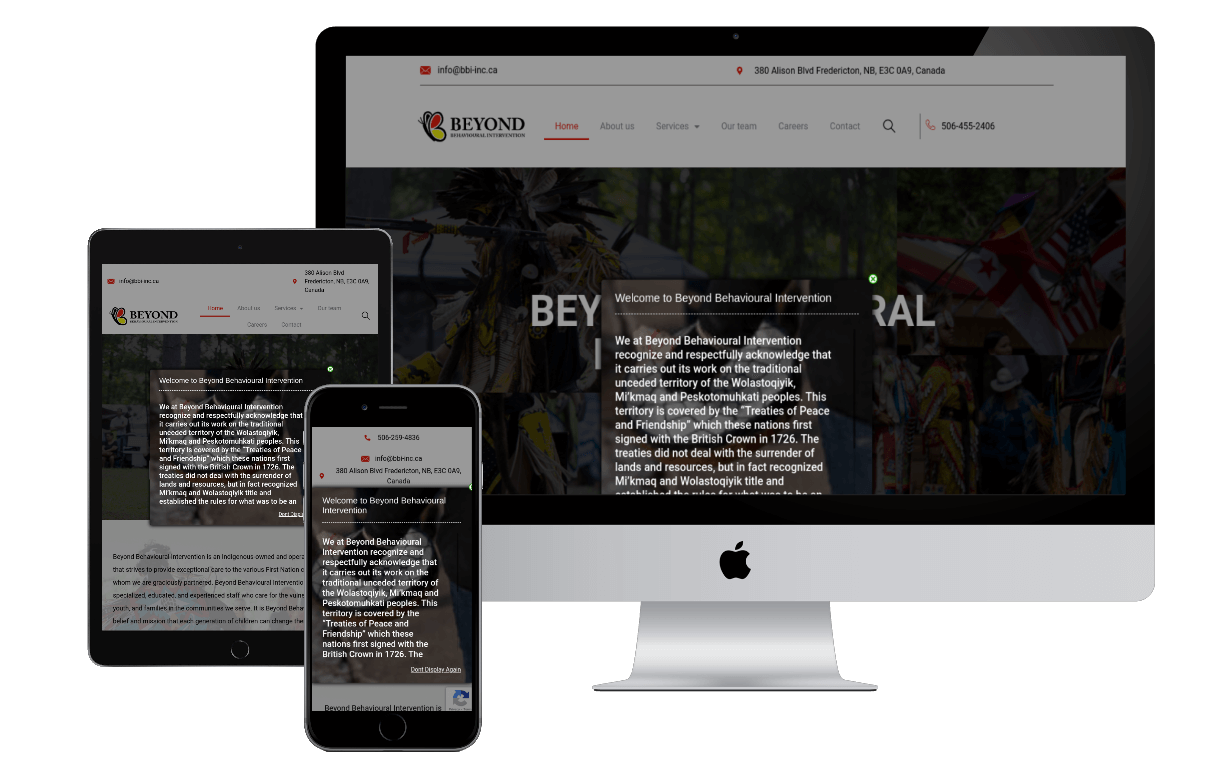 info@bbi-inc.ca
380 Alison Blvd Fredericton, NB, E3C 0A9, Canada
BEYOND
BEHAVIOURAL INTERVENTION
Home
About us
Services
Our team
Careers
Contact
506-455-2406
BEY
RAL
Welcome to Beyond Behavioural Intervention
We at Beyond Behavioural Intervention
recognize and respectfully acknowledge that
it carries out its work on the traditional
unceded territory of the Wolastoqiyik,
Mi'kmaq and Peskotomuhkati peoples. This
territory is covered by the “Treaties of Peace
and Friendship” which these nations first
signed with the British Crown in 1726. The
treaties did not deal with the surrender of
lands and resources, but in fact recognized
Mi'kmaq and Wolastoqiyik title and
established the rules for what was to be an
info@bbi-inc.ca
380 Alison Blvd
Fredericton, NB, E3C 0A9,
Canada
BEYOND
BEHAVIOURAL INTERVENTION
Home
About us
Services
Our team
Careers
Contact
Welcome to Beyond Behavioural Intervention
We at Beyond Behavioural Intervention
recognize and respectfully acknowledge that
it carries out its work on the traditional
unceded territory of the Wolastoqiyik,
Mi'kmaq and Peskotomuhkati peoples. This
territory is covered by the “Treaties of Peace
and Friendship” which these nations first
signed with the British Crown in 1726. The
treaties did not deal with the surrender of
lands and resources, but in fact recognized
Mi'kmaq and Wolastoqiyik title and
established the rules for what was to be an
Dont Disp
Beyond Behavioural Intervention is an Indigenous-owned and opera
that strives to provide exceptional care to the various First Nation c
whom we are graciously partnered. Beyond Behavioural Interventio
specialized, educated, and experienced staff who care for the vulne
youth, and families in the communities we serve. It is Beyond Behav
belief and mission that each generation of children can change the
506-259-4836
info@bbi-inc.ca
380 Alison Blvd Fredericton, NB, E3C 0A9,
Canada
Welcome to Beyond Behavioural
Intervention
We at Beyond Behavioural
Intervention recognize and
respectfully acknowledge that
it carries out its work on the
traditional unceded territory of
the Wolastoqiyik, Mi'kmaq and
Peskotomuhkati peoples. This
territory is covered by the
“Treaties of Peace and
Friendship” which these
nations first signed with the
British Crown in 1726. The
Dont Display Again
Beyond Behavioural Intervention is